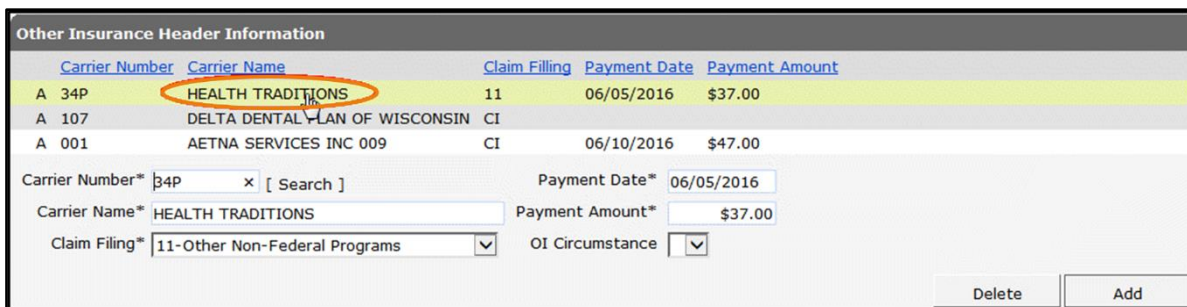 Other Insurance Header Information
Carrier Number Carrier Name Claim Filling Payment Date Payment Amount
A 34P HEALTH TRADITIONS 11 06/05/2016 $37.00
A 107 DELTA DENTAL PLAN OF WISCONSIN CI
A 001 AETNA SERVICES INC 009 CI 06/10/2016 $47.00
Carrier Number* 34P × [ Search ] Payment Date* 06/05/2016
Carrier Name* HEALTH TRADITIONS Payment Amount* $37.00
Claim Filing* 11-Other Non-Federal Programs OI Circumstance
Delete Add